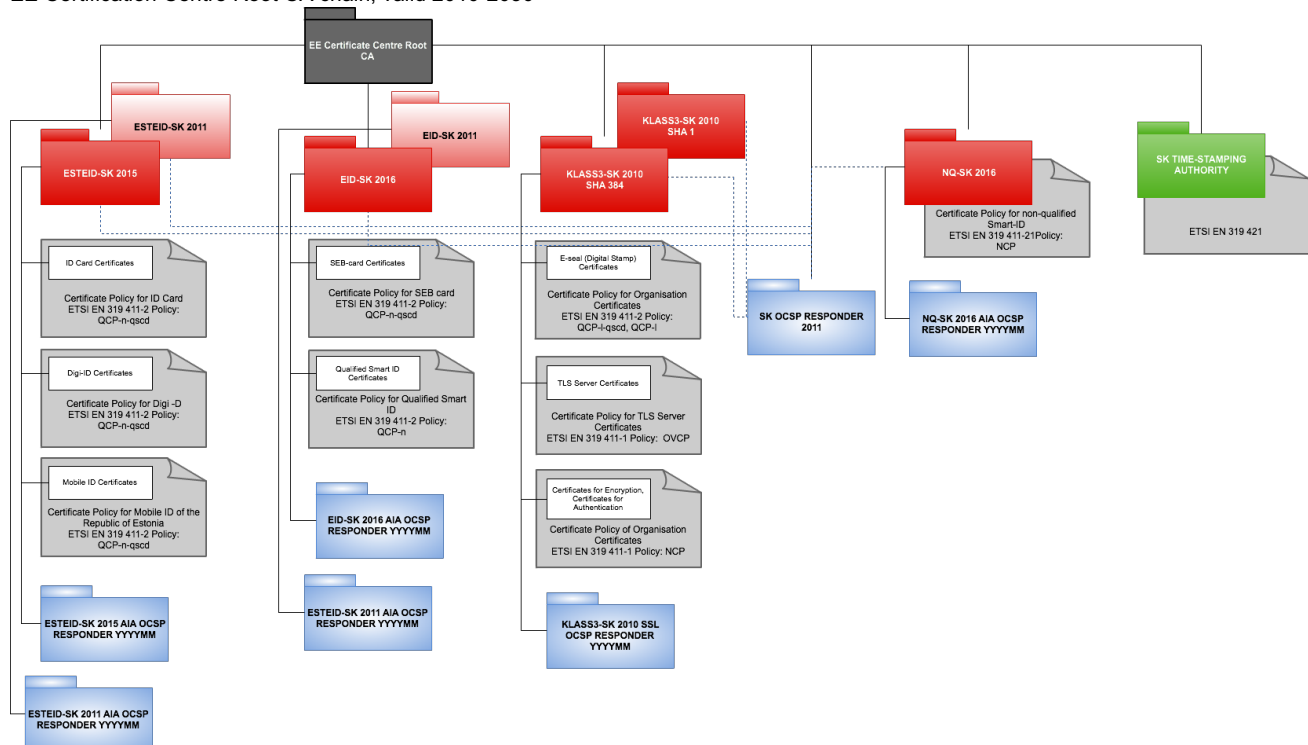 EE Certificate Centre Root
CA
ESTEID-SK 2011
ESTEID-SK 2015
ID Card Certificates
Certificate Policy for ID Card
ETSI EN 319 411-2 Policy:
QCP-n-qscd
Digi-ID Certificates
Certificate Policy for Digi -D
ETSI EN 319 411-2 Policy:
QCP-n-qscd
Mobile ID Certificates
Certificate Policy for Mobile ID of the
Republic of Estonia
ETSI EN 319 411-2 Policy:
QCP-n-qscd
ESTEID-SK 2015 AIA OCSP
RESPONDER YYYYMM
ESTEID-SK 2011 AIA OCSP
RESPONDER YYYYMM
EID-SK 2011
EID-SK 2016
SEB-card Certificates
Certificate Policy for SEB card
ETSI EN 319 411-2 Policy:
QCP-n-qscd
Qualified Smart ID
Certificates
Certificate Policy for Qualified Smart
ID
ETSI EN 319 411-2 Policy:
QCP-n
EID-SK 2016 AIA OCSP
RESPONDER YYYYMM
ESTEID-SK 2011 AIA OCSP
RESPONDER YYYYMM
KLASS3-SK 2010
SHA 1
KLASS3-SK 2010
SHA 384
E-seal (Digital Stamp)
Certificates
Certificate Policy for Organisation
Certificates
ETSI EN 319 411-2 Policy:
QCP-l-qscd, QCP-l
TLS Server Certificates
Certificate Policy for TLS Server
Certificates
ETSI EN 319 411-1 Policy: OVCP
Certificates for Encryption,
Certificates for
Authentication
Certificate Policy of Organisation
Certificates
ETSI EN 319 411-1 Policy: NCP
KLASS3-SK 2010 SSL
OCSP RESPONDER
YYYYMM
SK OCSP RESPONDER
2011
NQ-SK 2016
Certificate Policy for non-qualified
Smart-ID
ETSI EN 319 411-21Policy:
NCP
NQ-SK 2016 AIA OCSP
RESPONDER YYYYMM
SK TIME-STAMPING
AUTHORITY
ETSI EN 319 421